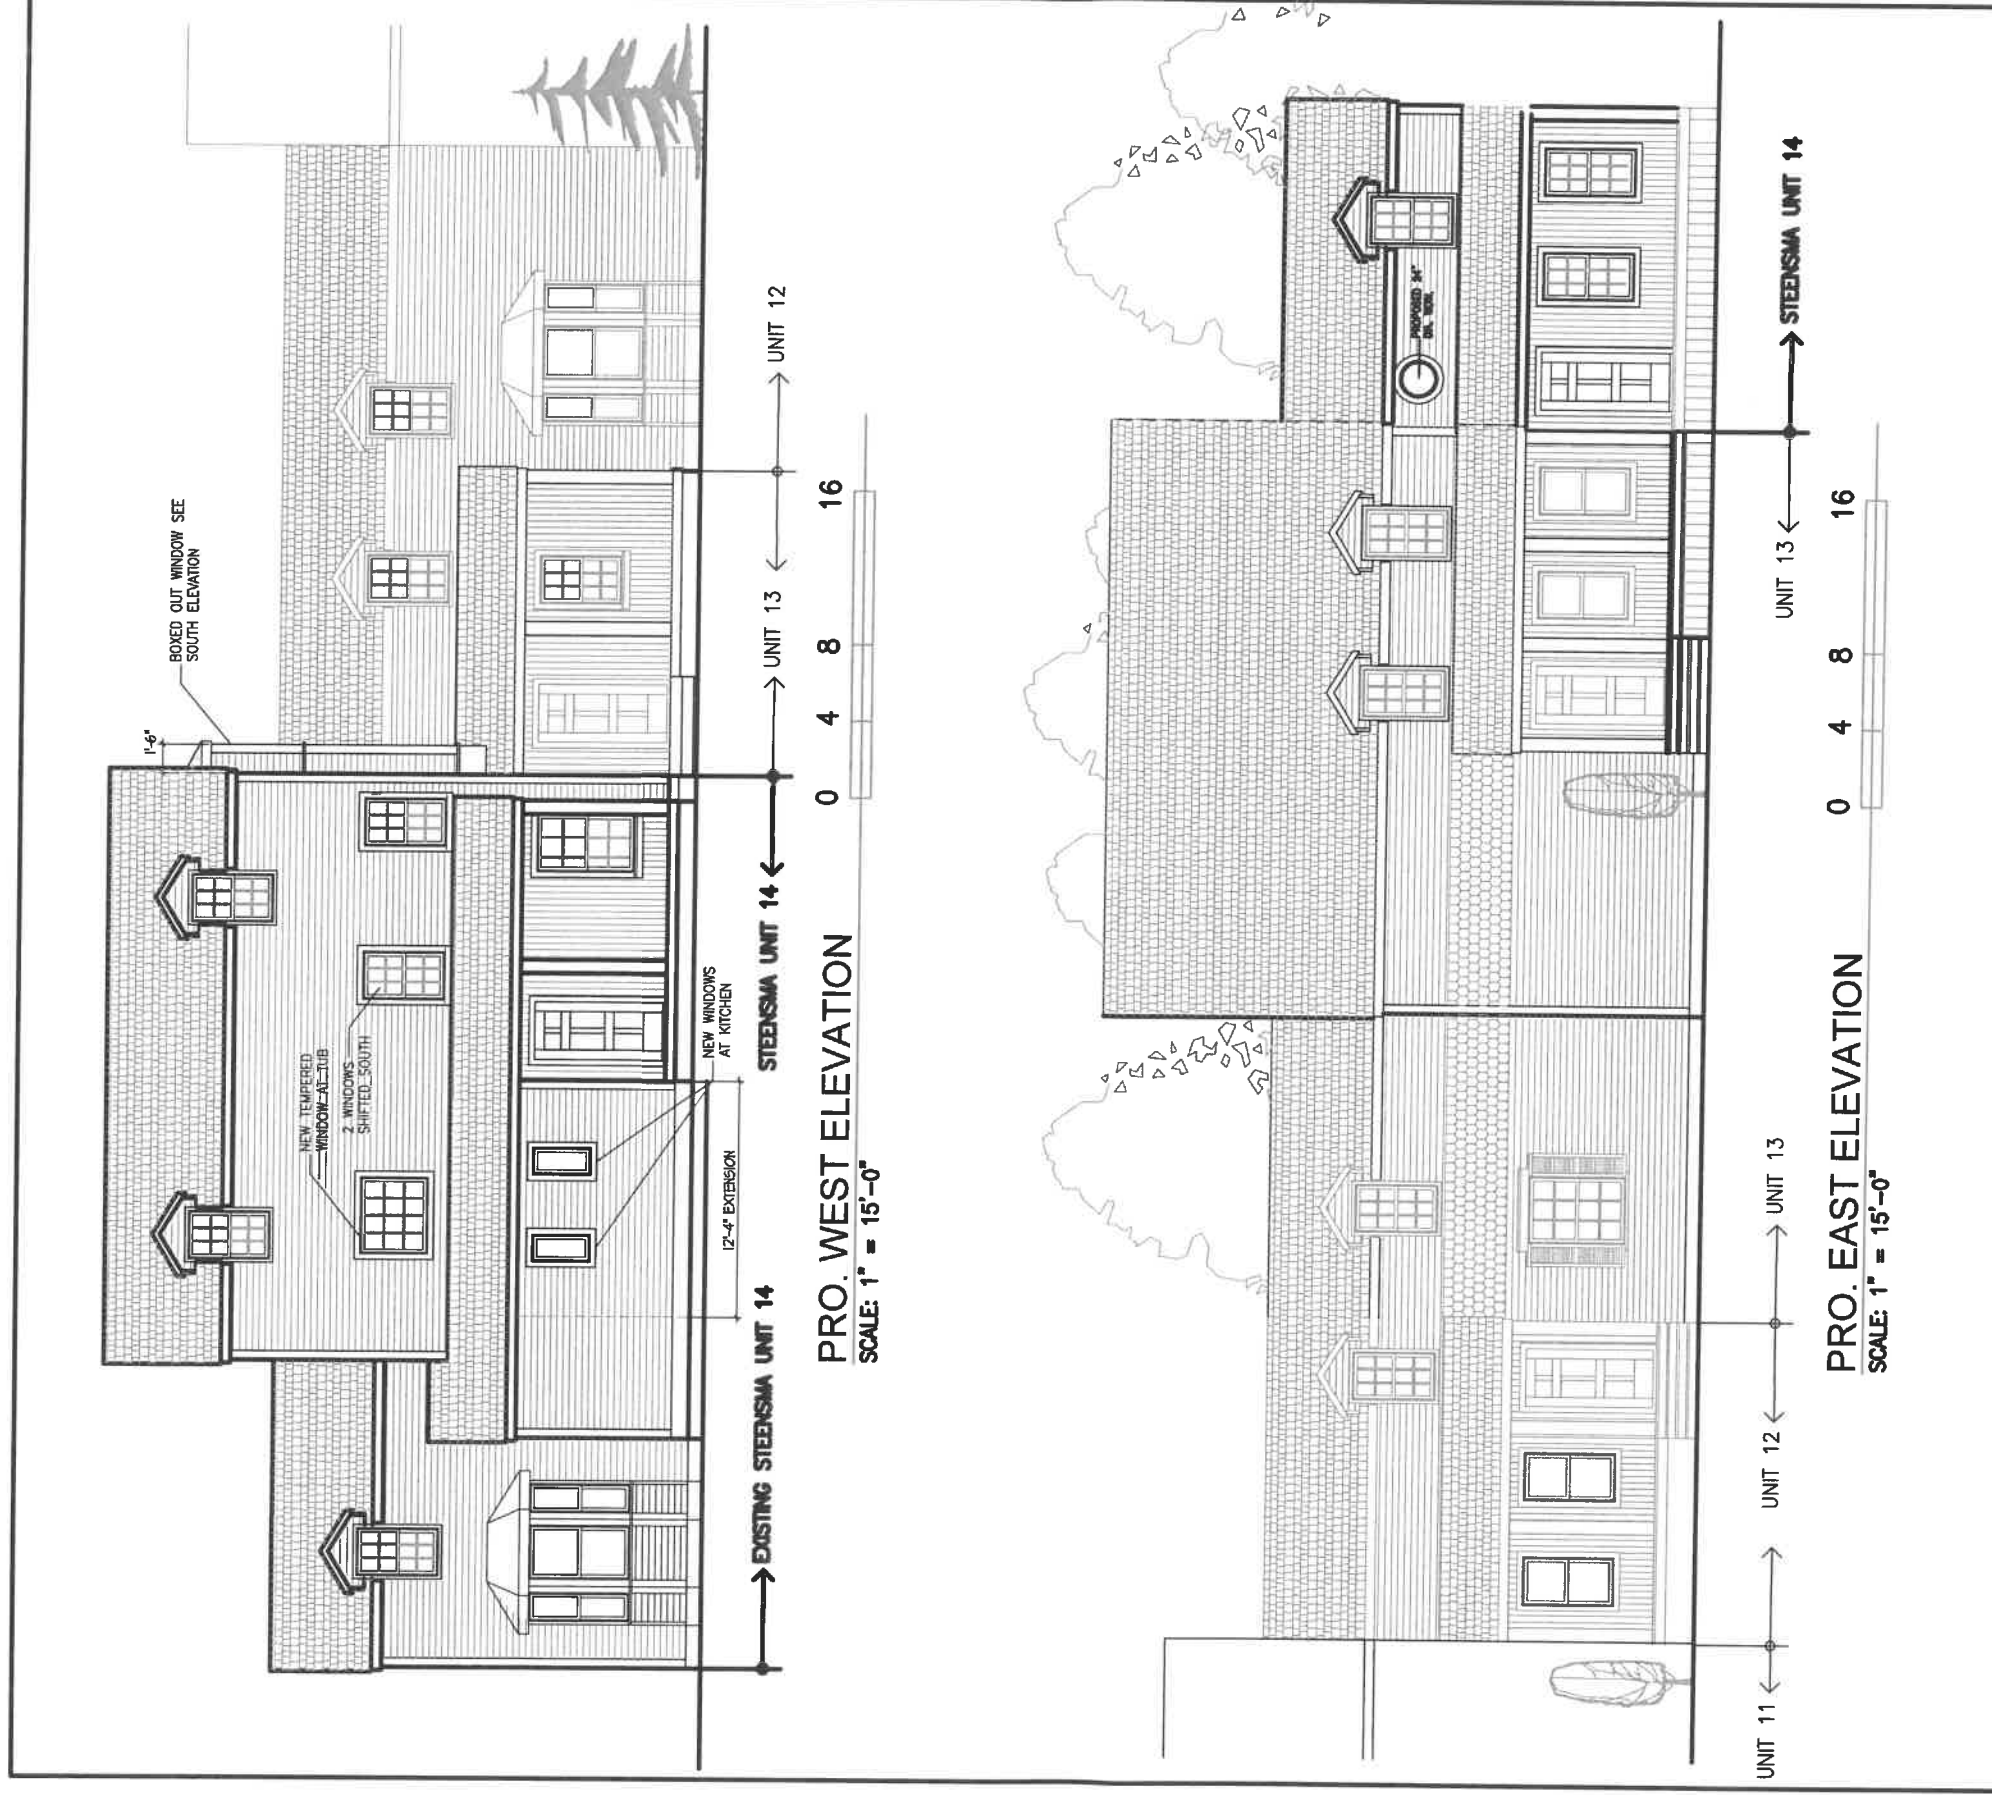 BOXED OUT WINDOW SEE
SOUTH ELEVATION
1'-6"
NEW TEMPERED
WINDOW AT TUB
2 WINDOWS
SHIFTED SOUTH
NEW WINDOWS
AT KITCHEN
12'-4" EXTENSION
EXISTING STEENSMA UNIT 14
STEENSMA UNIT 14
UNIT 13
UNIT 12
PRO. WEST ELEVATION
SCALE: 1" = 15'-0"
0 4 8 16
PROPOSED 24"
UNIT 11
UNIT 12
UNIT 13
UNIT 13
STEENSMA UNIT 14
PRO. EAST ELEVATION
SCALE: 1" = 15'-0"
0 4 8 16